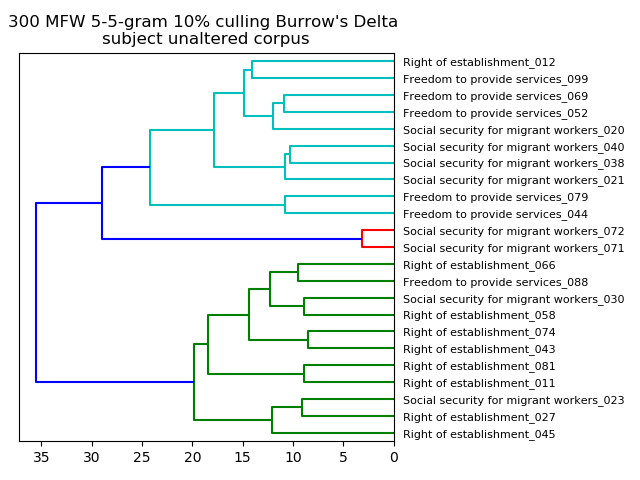 300 MFW 5-5-gram 10% culling Burrow's Delta
subject unaltered corpus
Right of establishment_012
Freedom to provide services_099
Freedom to provide services_069
Freedom to provide services_052
Social security for migrant workers_020
Social security for migrant workers_040
Social security for migrant workers_038
Social security for migrant workers_021
Freedom to provide services_079
Freedom to provide services_044
Social security for migrant workers_072
Social security for migrant workers_071
Right of establishment_066
Freedom to provide services_088
Social security for migrant workers_030
Right of establishment_058
Right of establishment_074
Right of establishment_043
Right of establishment_081
Right of establishment_011
Social security for migrant workers_023
Right of establishment_027
Right of establishment_045
35 30 25 20 15 10 5 0